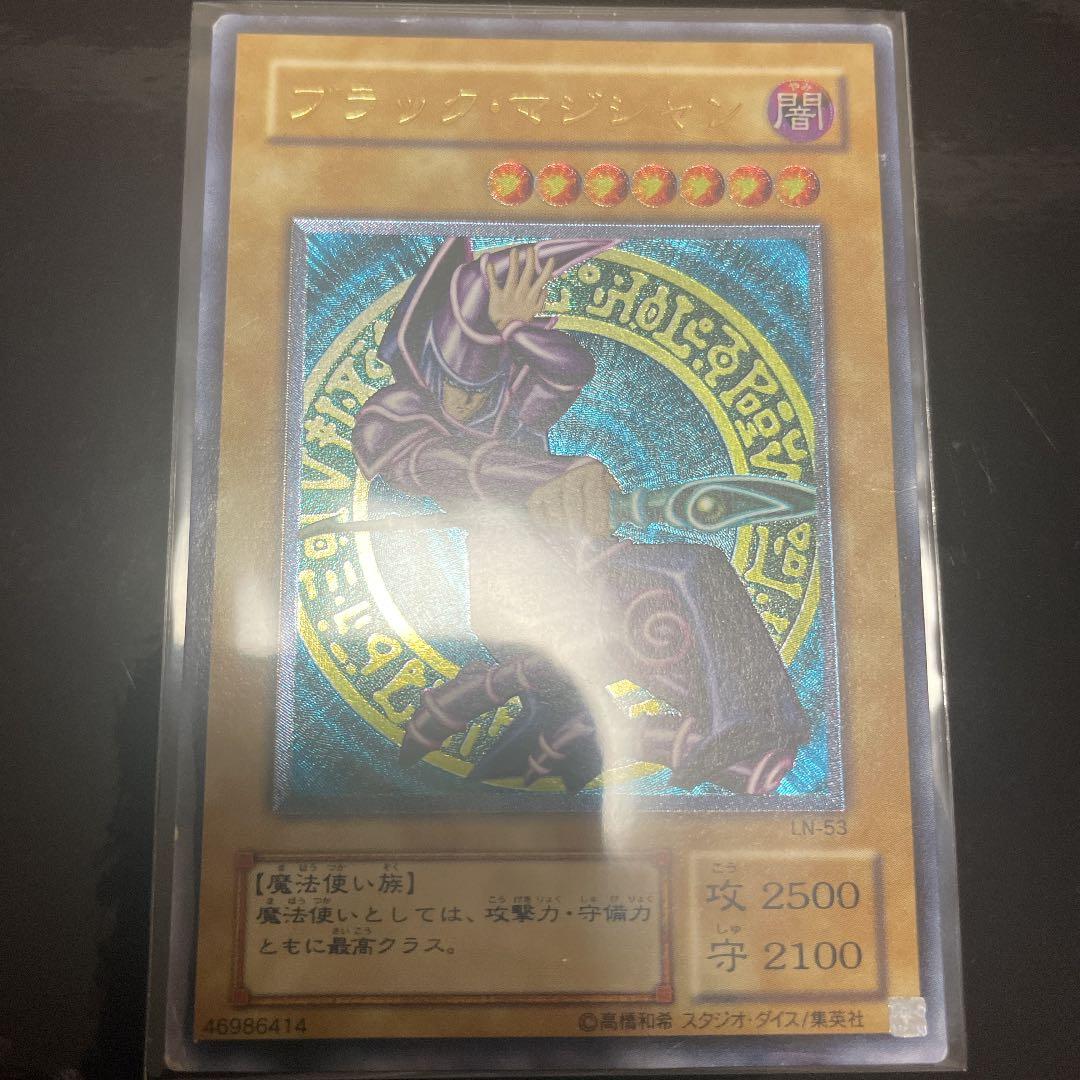 ブラック・マジシャン
闇
LN-53
【魔法使い族】
魔法使いとしては、攻撃力・守備力
ともに最高クラス。
攻 2500
守 2100
46986414
©高橋和希 スタジオ・ダイス/集英社